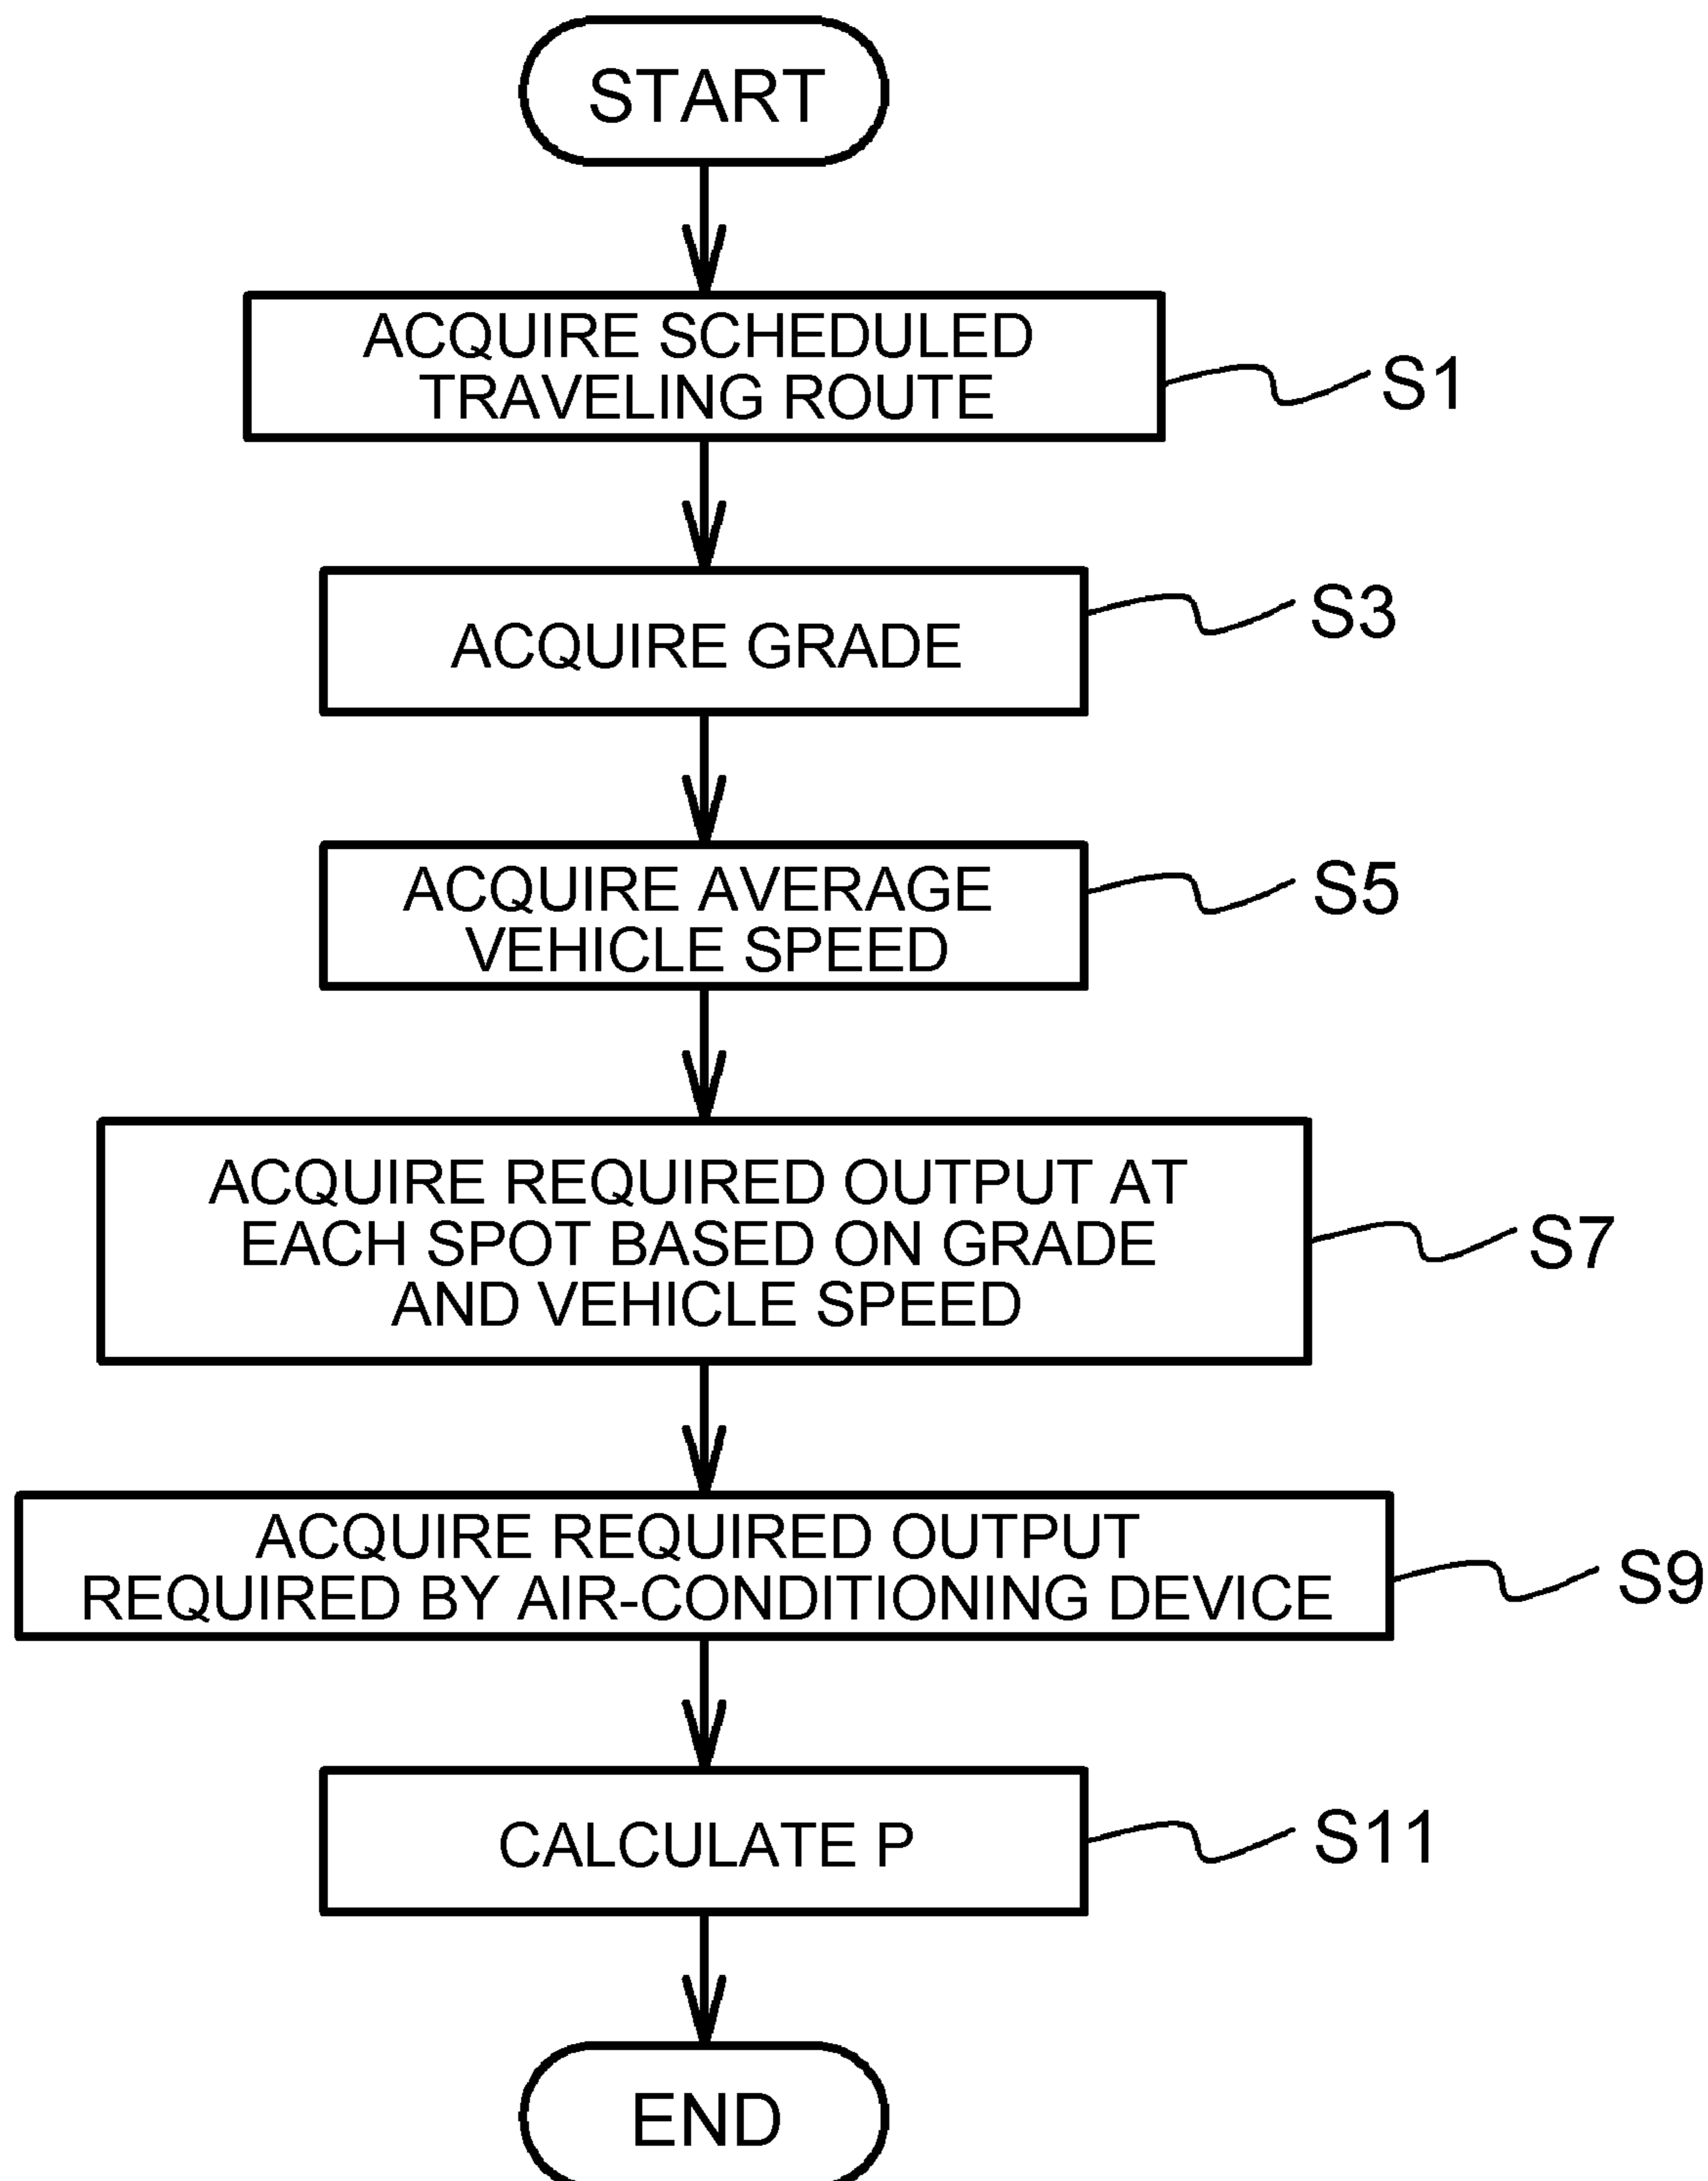 START
ACQUIRE SCHEDULED
TRAVELING ROUTE
S1
ACQUIRE GRADE
S3
ACQUIRE AVERAGE
VEHICLE SPEED
S5
ACQUIRE REQUIRED OUTPUT AT
EACH SPOT BASED ON GRADE
AND VEHICLE SPEED
S7
ACQUIRE REQUIRED OUTPUT
REQUIRED BY AIR-CONDITIONING DEVICE
S9
CALCULATE P
S11
END